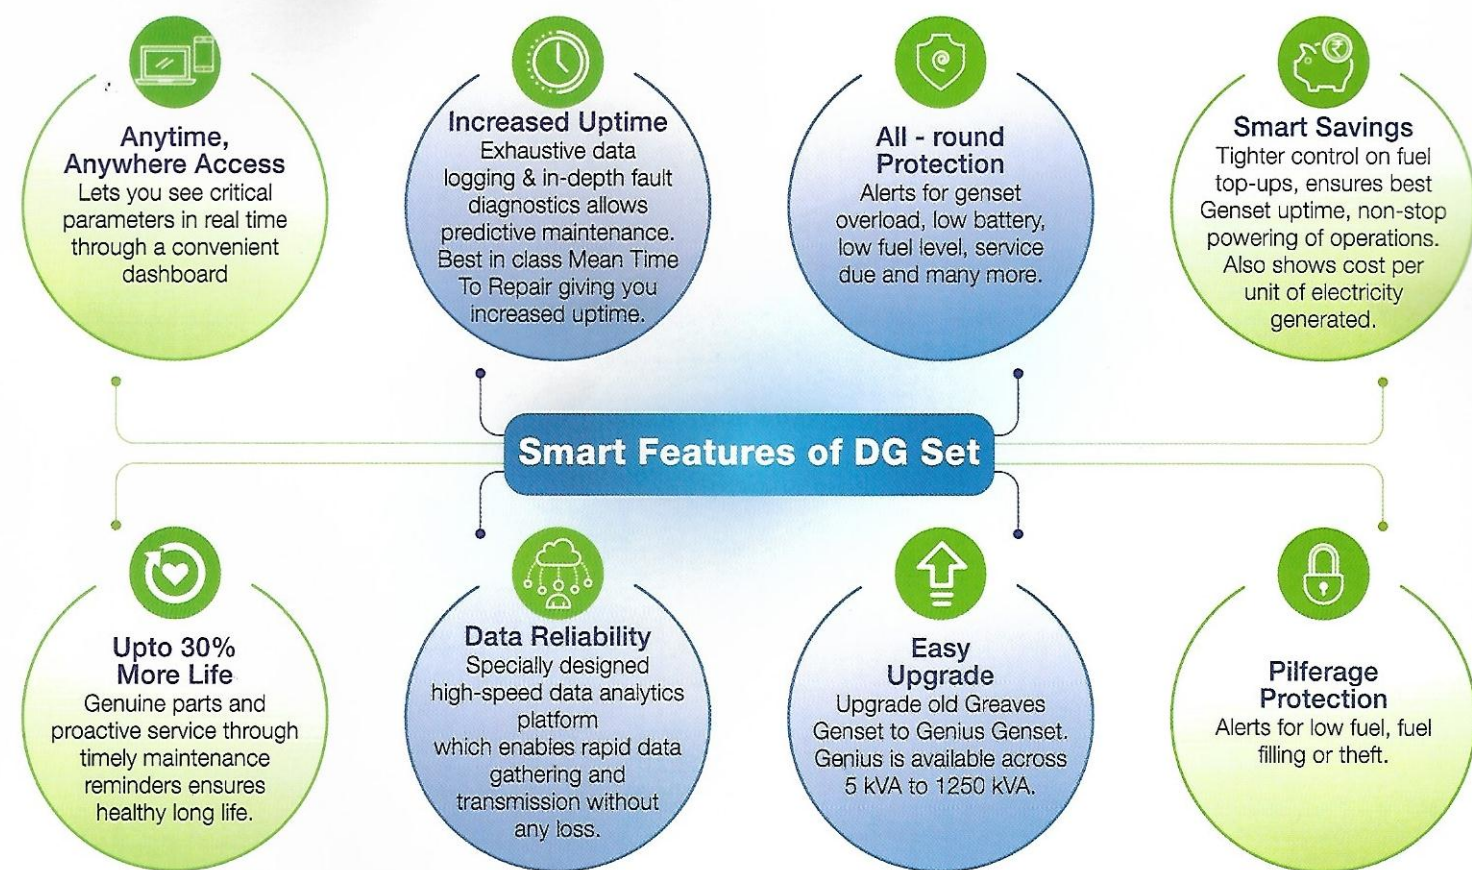 Anytime,
Anywhere Access
Lets you see critical
parameters in real time
through a convenient
dashboard
Increased Uptime
Exhaustive data
logging & in-depth fault
diagnostics allows
predictive maintenance.
Best in class Mean Time
To Repair giving you
increased uptime.
All - round
Protection
Alerts for genset
overload, low battery,
low fuel level, service
due and many more.
Smart Savings
Tighter control on fuel
top-ups, ensures best
Genset uptime, non-stop
powering of operations.
Also shows cost per
unit of electricity
generated.
Smart Features of DG Set
Upto 30%
More Life
Genuine parts and
proactive service through
timely maintenance
reminders ensures
healthy long life.
Data Reliability
Specially designed
high-speed data analytics
platform
which enables rapid data
gathering and
transmission without
any loss.
Easy
Upgrade
Upgrade old Greaves
Genset to Genius Genset.
Genius is available across
5 kVA to 1250 kVA.
Pilferage
Protection
Alerts for low fuel, fuel
filling or theft.